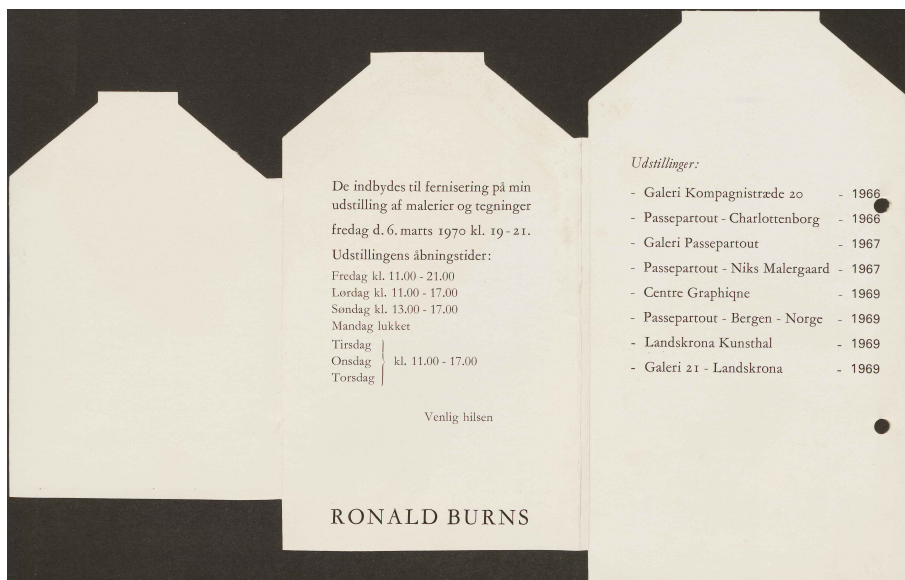 De indbydes til fernisering på min
udstilling af malerier og tegninger
fredag d. 6. marts 1970 kl. 19-21.
Udstillingens åbningstider:
Fredag kl. 11.00 - 21.00
Lørdag kl. 11.00 - 17.00
Søndag kl. 13.00 - 17.00
Mandag lukket
Tirsdag
Onsdag kl. 11.00 - 17.00
Torsdag
Venlig hilsen
RONALD BURNS
Udstillinger:
- Galeri Kompagnistræde 20 - 1966
- Passepartout - Charlottenborg - 1966
- Galeri Passepartout - 1967
- Passepartout - Niks Malergaard - 1967
- Centre Graphiqne - 1969
- Passepartout - Bergen - Norge - 1969
- Landskrona Kunsthal - 1969
- Galeri 21 - Landskrona - 1969